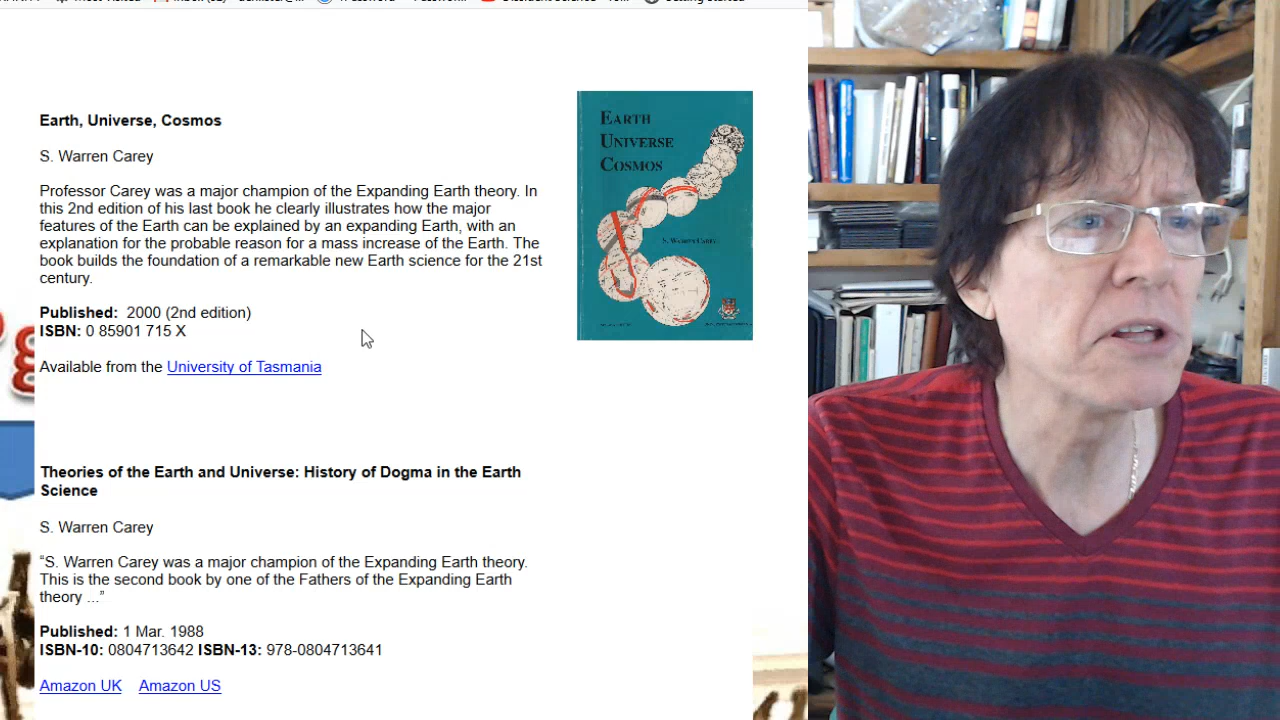 Earth, Universe, Cosmos
S. Warren Carey
Professor Carey was a major champion of the Expanding Earth theory. In
this 2nd edition of his last book he clearly illustrates how the major
features of the Earth can be explained by an expanding Earth, with an
explanation for the probable reason for a mass increase of the Earth. The
book builds the foundation of a remarkable new Earth science for the 21st
century.
Published:  2000 (2nd edition)
ISBN: 0 85901 715 X
Available from the University of Tasmania
EARTH
UNIVERSE
COSMOS
S. WARREN CAREY
Theories of the Earth and Universe: History of Dogma in the Earth
Science
S. Warren Carey
“S. Warren Carey was a major champion of the Expanding Earth theory.
This is the second book by one of the Fathers of the Expanding Earth
theory ...”
Published: 1 Mar. 1988
ISBN-10: 0804713642 ISBN-13: 978-0804713641
Amazon UK    Amazon US